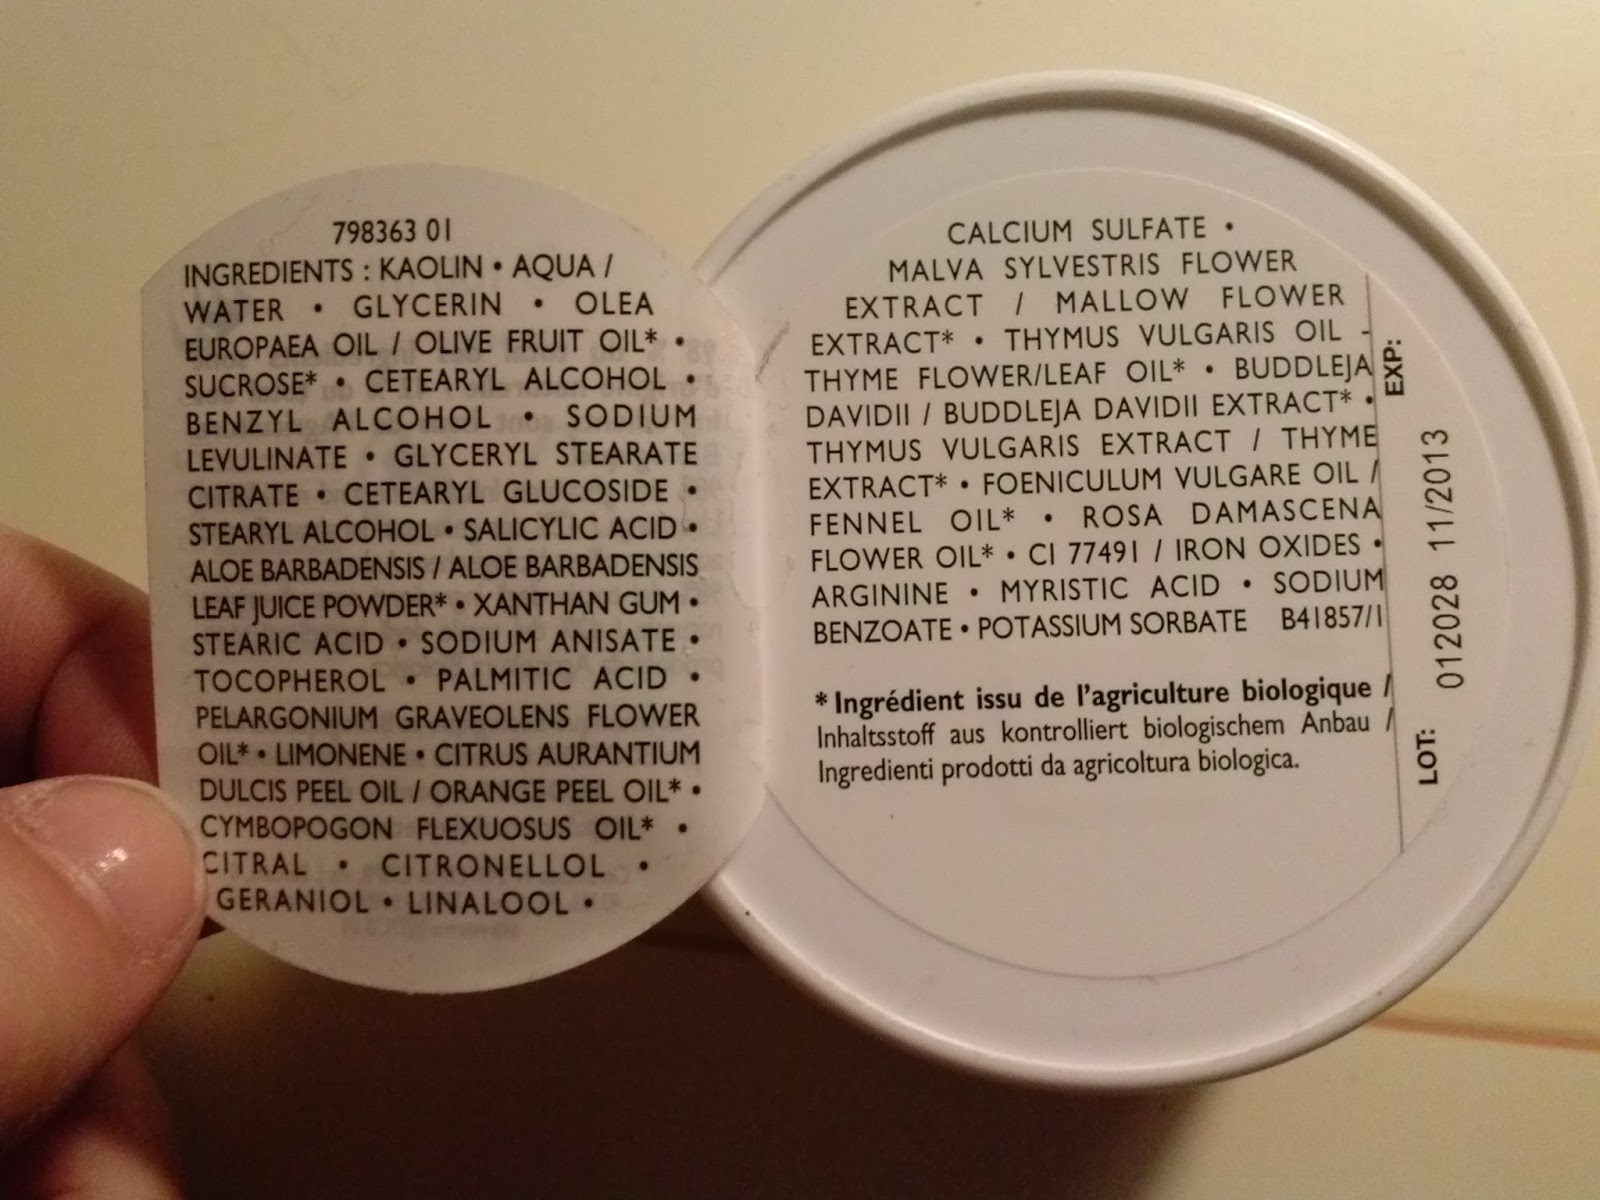 798363 01
INGREDIENTS : KAOLIN • AQUA /
WATER • GLYCERIN • OLEA
EUROPAEA OIL / OLIVE FRUIT OIL* •
SUCROSE* • CETEARYL ALCOHOL •
BENZYL ALCOHOL • SODIUM
LEVULINATE • GLYCERYL STEARATE
CITRATE • CETEARYL GLUCOSIDE •
STEARYL ALCOHOL • SALICYLIC ACID •
ALOE BARBADENSIS / ALOE BARBADENSIS
LEAF JUICE POWDER* • XANTHAN GUM •
STEARIC ACID • SODIUM ANISATE •
TOCOPHEROL • PALMITIC ACID •
PELARGONIUM GRAVEOLENS FLOWER
OIL* • LIMONENE • CITRUS AURANTIUM
DULCIS PEEL OIL / ORANGE PEEL OIL* •
CYMBOPOGON FLEXUOSUS OIL* •
CITRAL • CITRONELLOL •
GERANIOL • LINALOOL •
CALCIUM SULFATE •
MALVA SYLVESTRIS FLOWER
EXTRACT / MALLOW FLOWER
EXTRACT* • THYMUS VULGARIS OIL -
THYME FLOWER/LEAF OIL* • BUDDLEJA
DAVIDII / BUDDLEJA DAVIDII EXTRACT* •
THYMUS VULGARIS EXTRACT / THYME
EXTRACT* • FOENICULUM VULGARE OIL /
FENNEL OIL* • ROSA DAMASCENA
FLOWER OIL* • CI 77491 / IRON OXIDES •
ARGININE • MYRISTIC ACID • SODIUM
BENZOATE • POTASSIUM SORBATE B41857/1
* Ingrédient issu de l'agriculture biologique /
Inhaltsstoff aus kontrolliert biologischem Anbau /
Ingredienti prodotti da agricoltura biologica.
LOT: EXP:
012028 11/2013